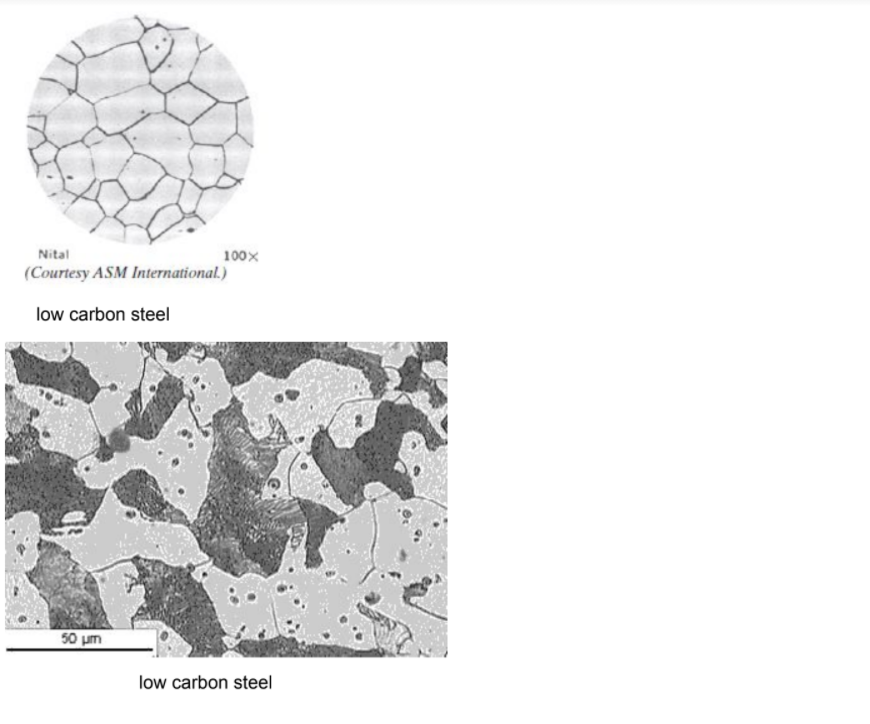 Nital 100×
(Courtesy ASM International.)
low carbon steel
50 µm
low carbon steel